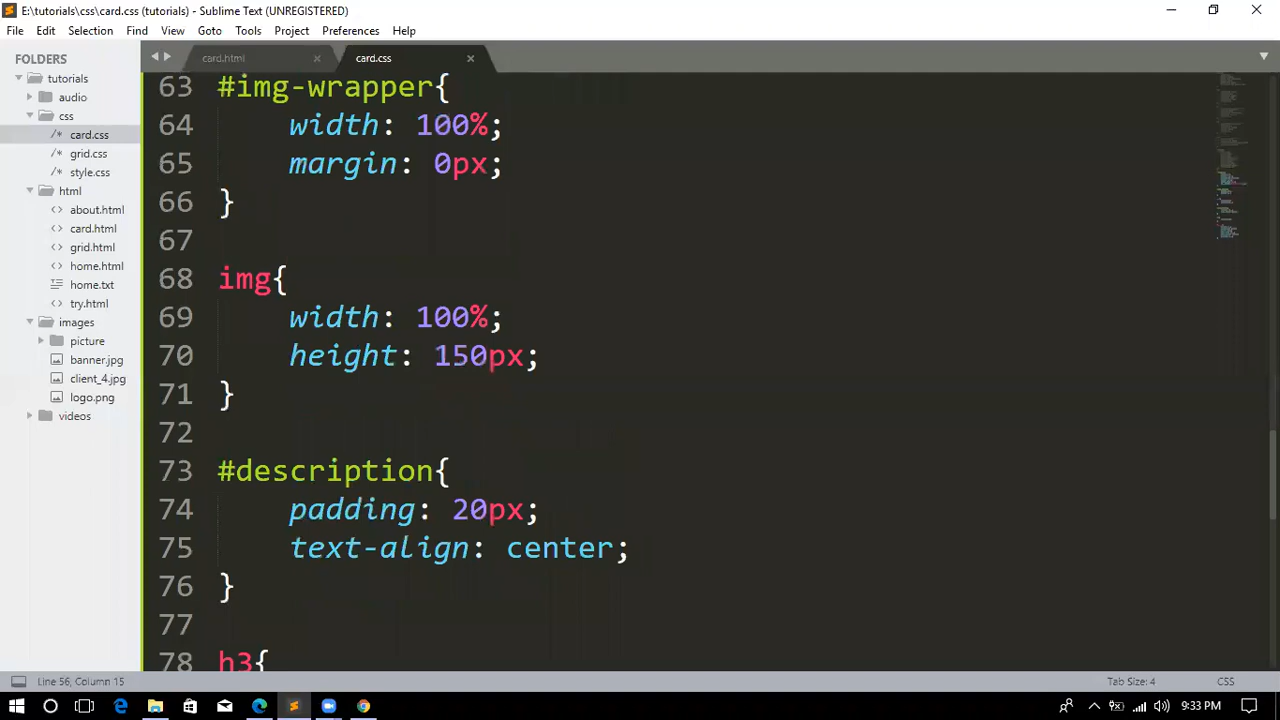 E:\tutorials\css\card.css (tutorials) - Sublime Text (UNREGISTERED)
File Edit Selection Find View Goto Tools Project Preferences Help
FOLDERS
tutorials
audio
css
/* card.css
/* grid.css
/* style.css
html
<> about.html
<> card.html
<> grid.html
<> home.html
home.txt
<> try.html
images
picture
banner.jpg
client_4.jpg
logo.png
videos
card.html
card.css
63 #img-wrapper{
64 width: 100%;
65 margin: 0px;
66 }
67
68 img{
69 width: 100%;
70 height: 150px;
71 }
72
73 #description{
74 padding: 20px;
75 text-align: center;
76 }
77
78 h3{
Line 56, Column 15
Tab Size: 4
CSS
9:33 PM